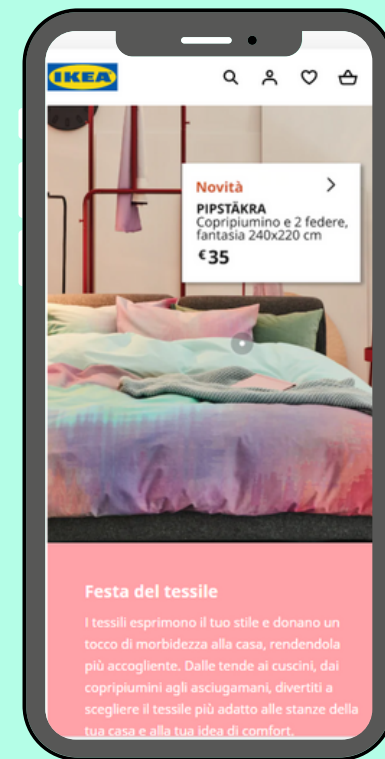 IKEA
Novità
PIPSTÄKRA
Copripiumino e 2 federe,
fantasia 240x220 cm
€35
Festa del tessile
I tessili esprimono il tuo stile e donano un
tocco di morbidezza alla casa, rendendola
più accogliente. Dalle tende ai cuscini, dai
copripiumini agli asciugamani, divertiti a
scegliere il tessile più adatto alle stanze della
tua casa e alla tua idea di comfort.